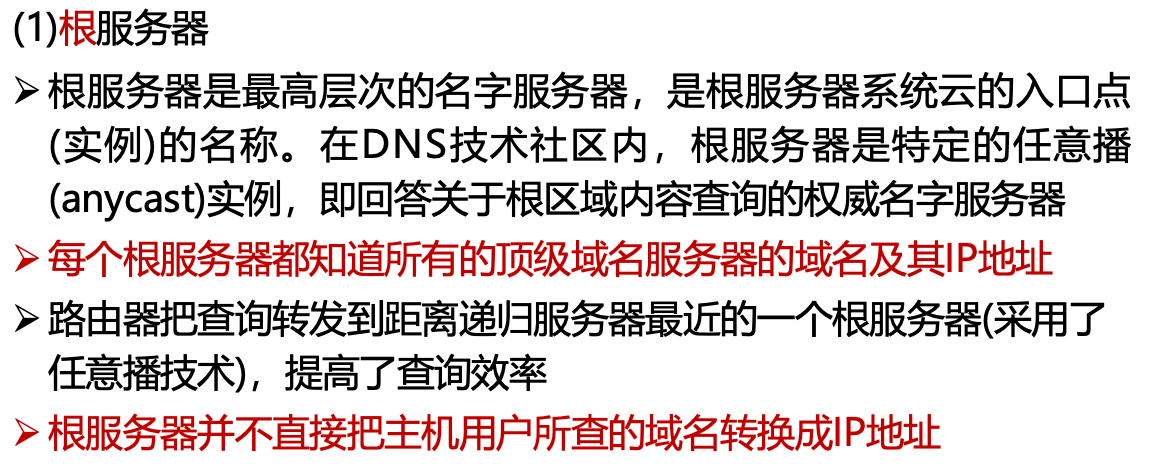 (1)根服务器
➢ 根服务器是最高层次的名字服务器，是根服务器系统云的入口点
(实例)的名称。在DNS技术社区内，根服务器是特定的任意播
(anycast)实例，即回答关于根区域内容查询的权威名字服务器
➢ 每个根服务器都知道所有的顶级域名服务器的域名及其IP地址
➢ 路由器把查询转发到距离递归服务器最近的一个根服务器(采用了
任意播技术)，提高了查询效率
➢ 根服务器并不直接把主机用户所查的域名转换成IP地址